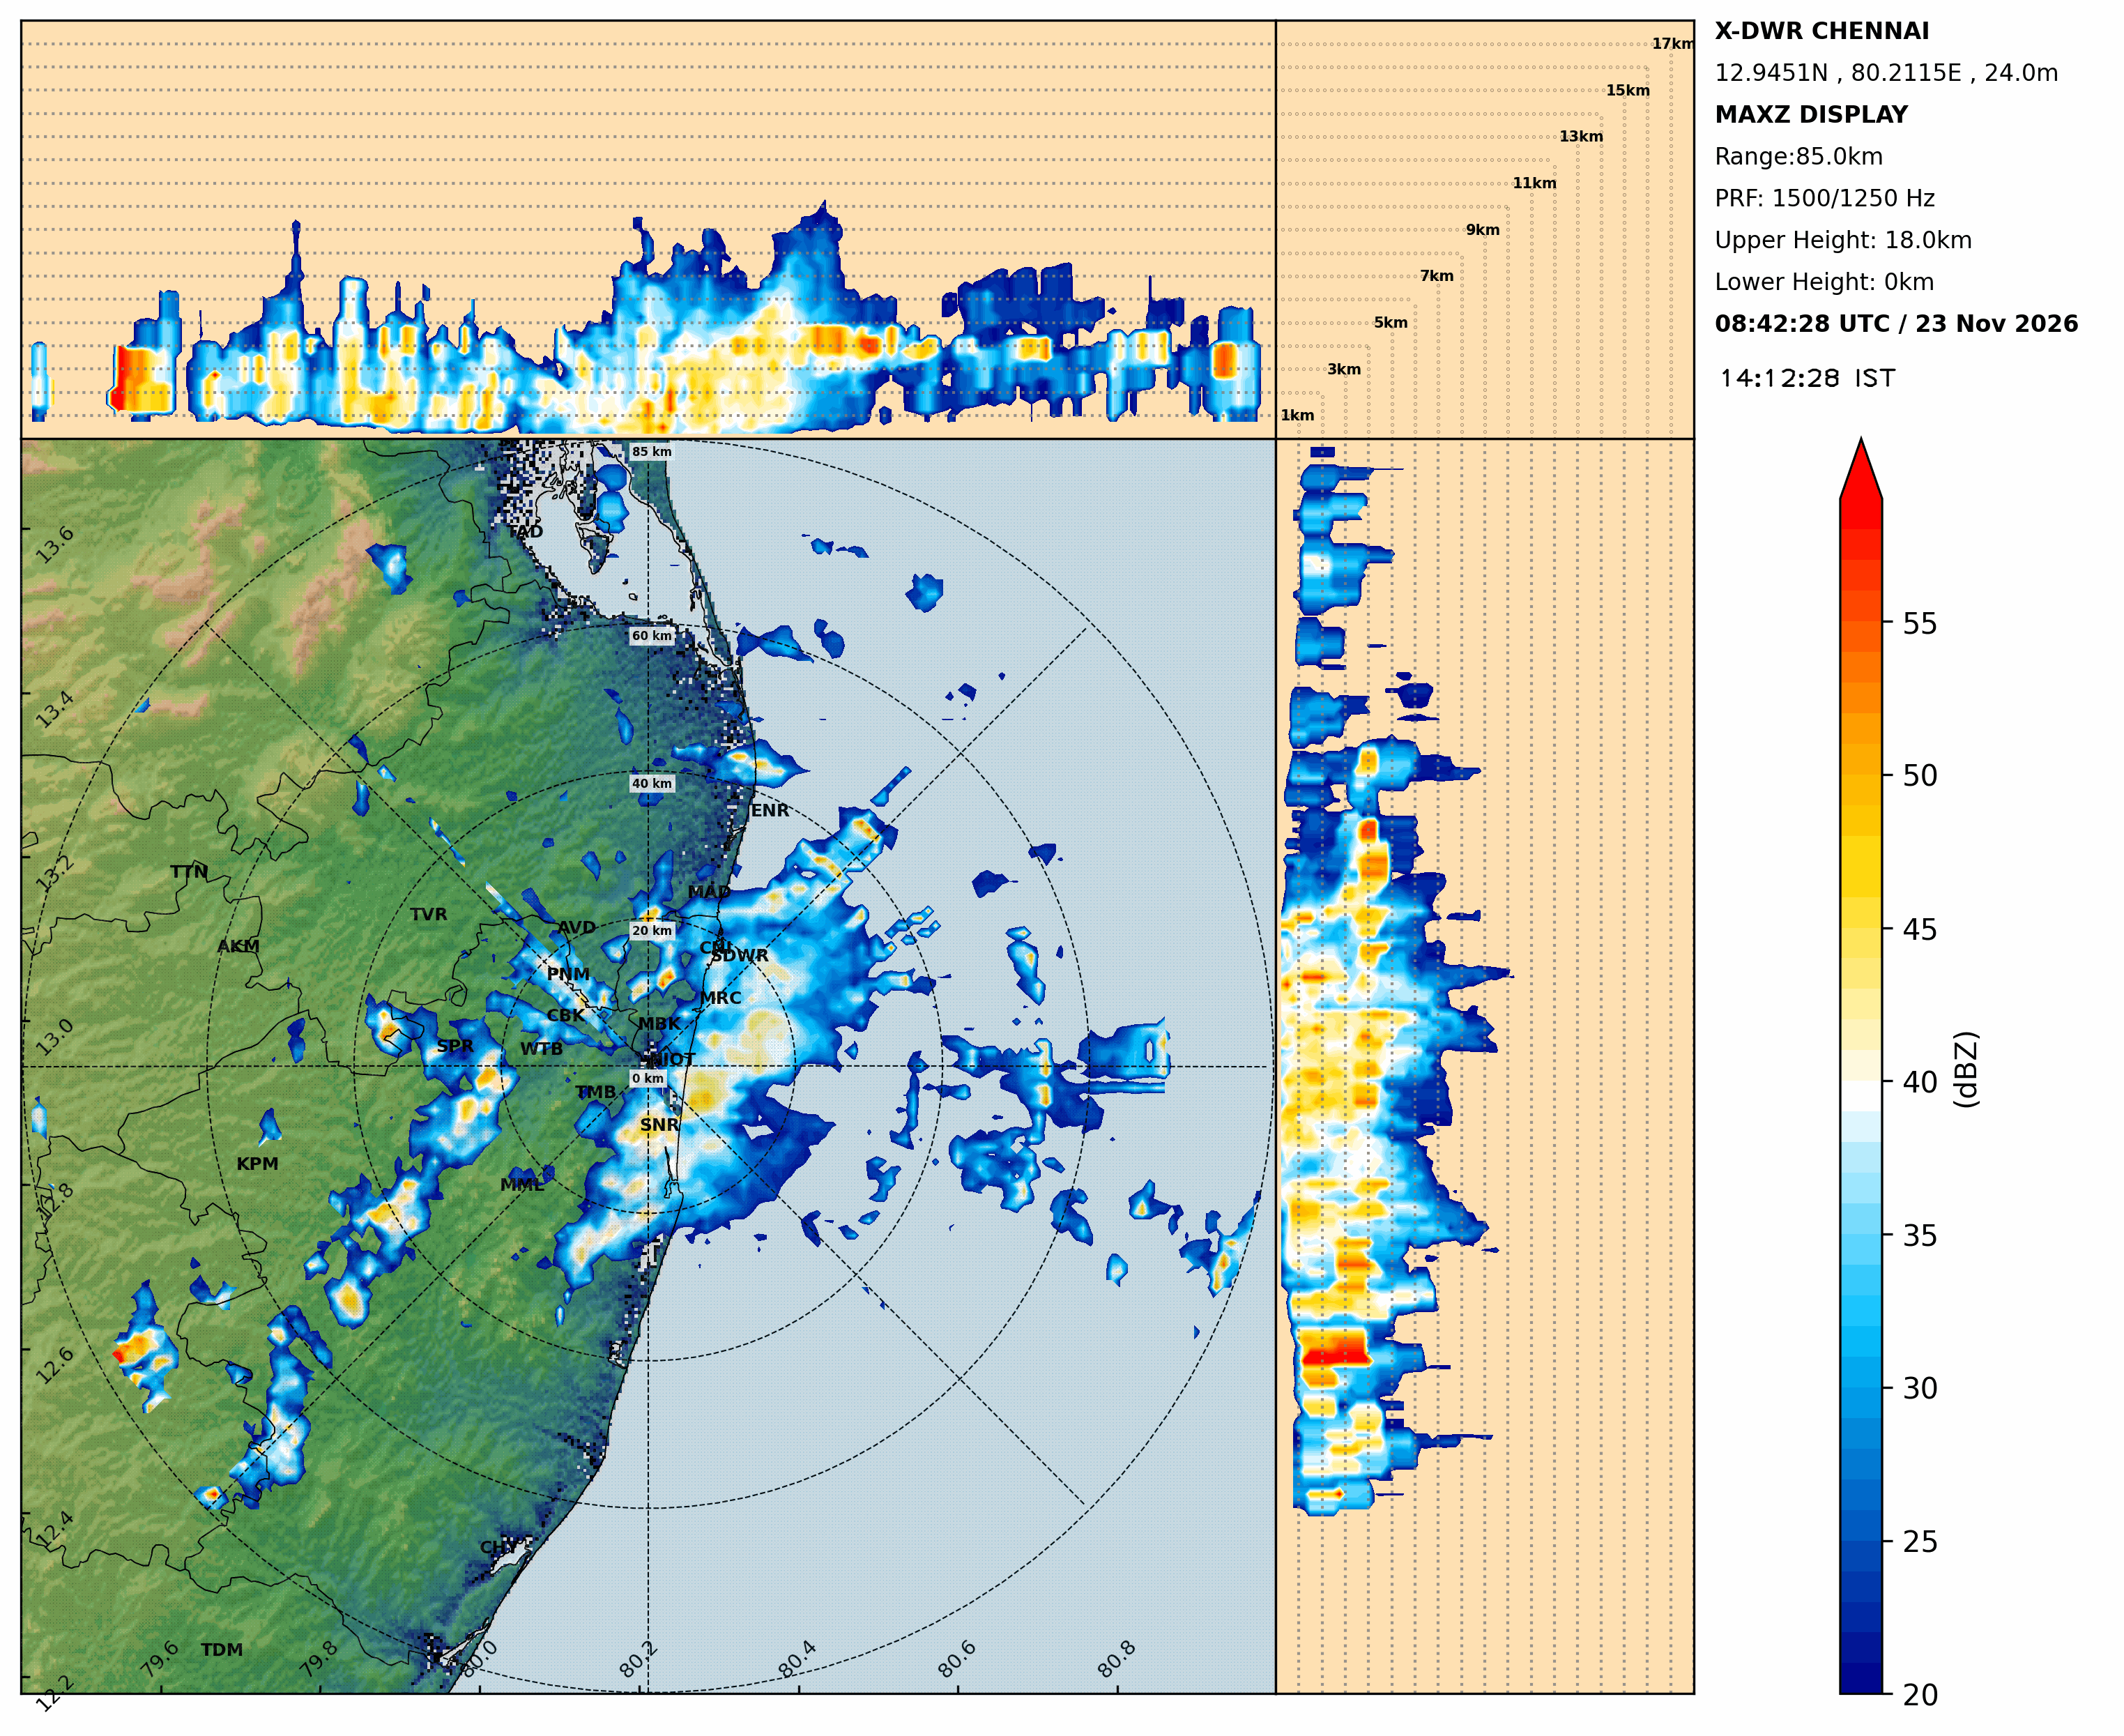 X-DWR CHENNAI
12.9451N , 80.2115E , 24.0m
MAXZ DISPLAY
Range:85.0km
PRF: 1500/1250 Hz
Upper Height: 18.0km
Lower Height: 0km
08:42:28 UTC / 23 Nov 2026
14:12:28 IST
17km
15km
13km
11km
9km
7km
5km
3km
1km
85 km
60 km
40 km
20 km
0 km
TAD
ENR
TTN
MAD
TVR
AVD
AKM
CNI
SDWR
PNM
MRC
CBK
MBK
SPR
WTB
NIOT
TMB
SNR
KPM
MML
CHY
TDM
13.6
13.4
13.2
13.0
12.8
12.6
12.4
12.2
79.6
79.8
80.0
80.2
80.4
80.6
80.8
55
50
45
40
35
30
25
20
(dBZ)